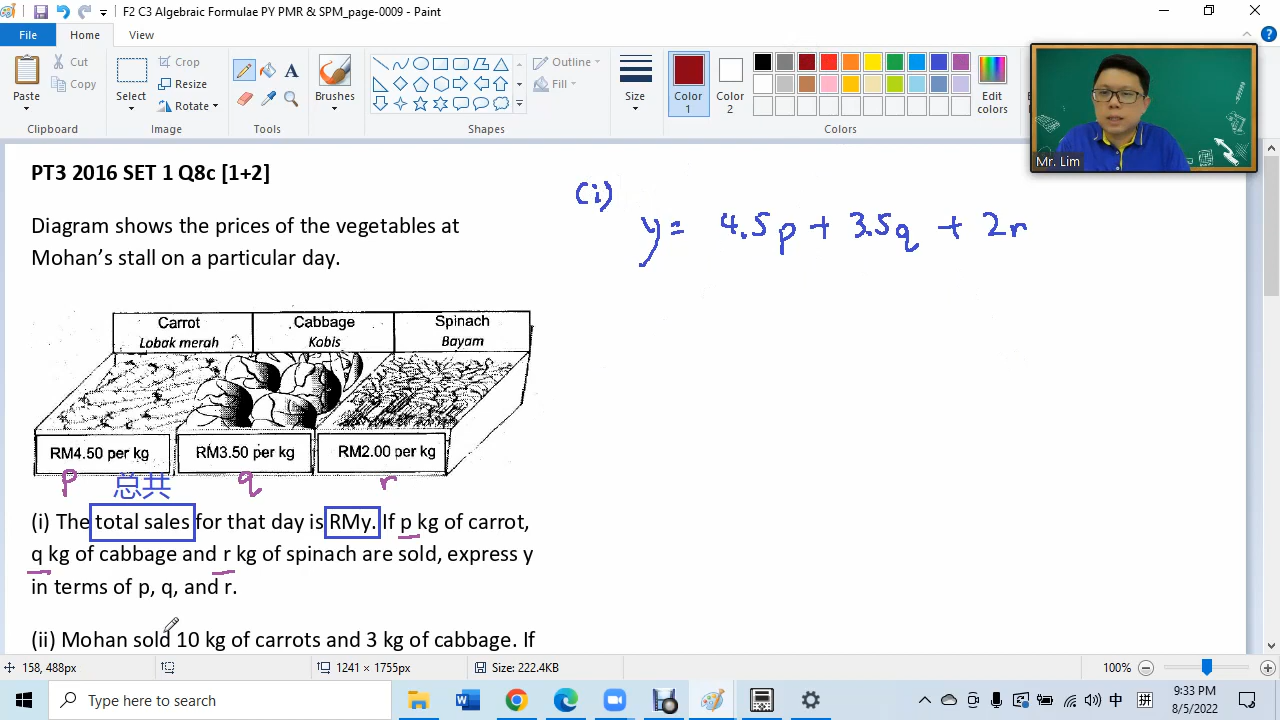 F2 C3 Algebraic Formulae PY PMR & SPM_page-0009 - Paint
File Home View
Paste Cut Copy Clipboard
Select Crop Resize Rotate Image
Tools
Brushes
Outline Fill Shapes
Size
Color 1 Color 2 Edit colors Colors
Mr. Lim
PT3 2016 SET 1 Q8c [1+2]
Diagram shows the prices of the vegetables at
Mohan's stall on a particular day.
Carrot Cabbage Spinach
Lobak merah Kobis Bayam
RM4.50 per kg RM3.50 per kg RM2.00 per kg
p 总共 q r
(i) The total sales for that day is RMy. If p kg of carrot,
q kg of cabbage and r kg of spinach are sold, express y
in terms of p, q, and r.
(ii) Mohan sold 10 kg of carrots and 3 kg of cabbage. If
(i)
y = 4.5p + 3.5q + 2r
158, 488px 1241 × 1755px Size: 222.4KB 100%
Type here to search
中 拼 9:33 PM
8/5/2022